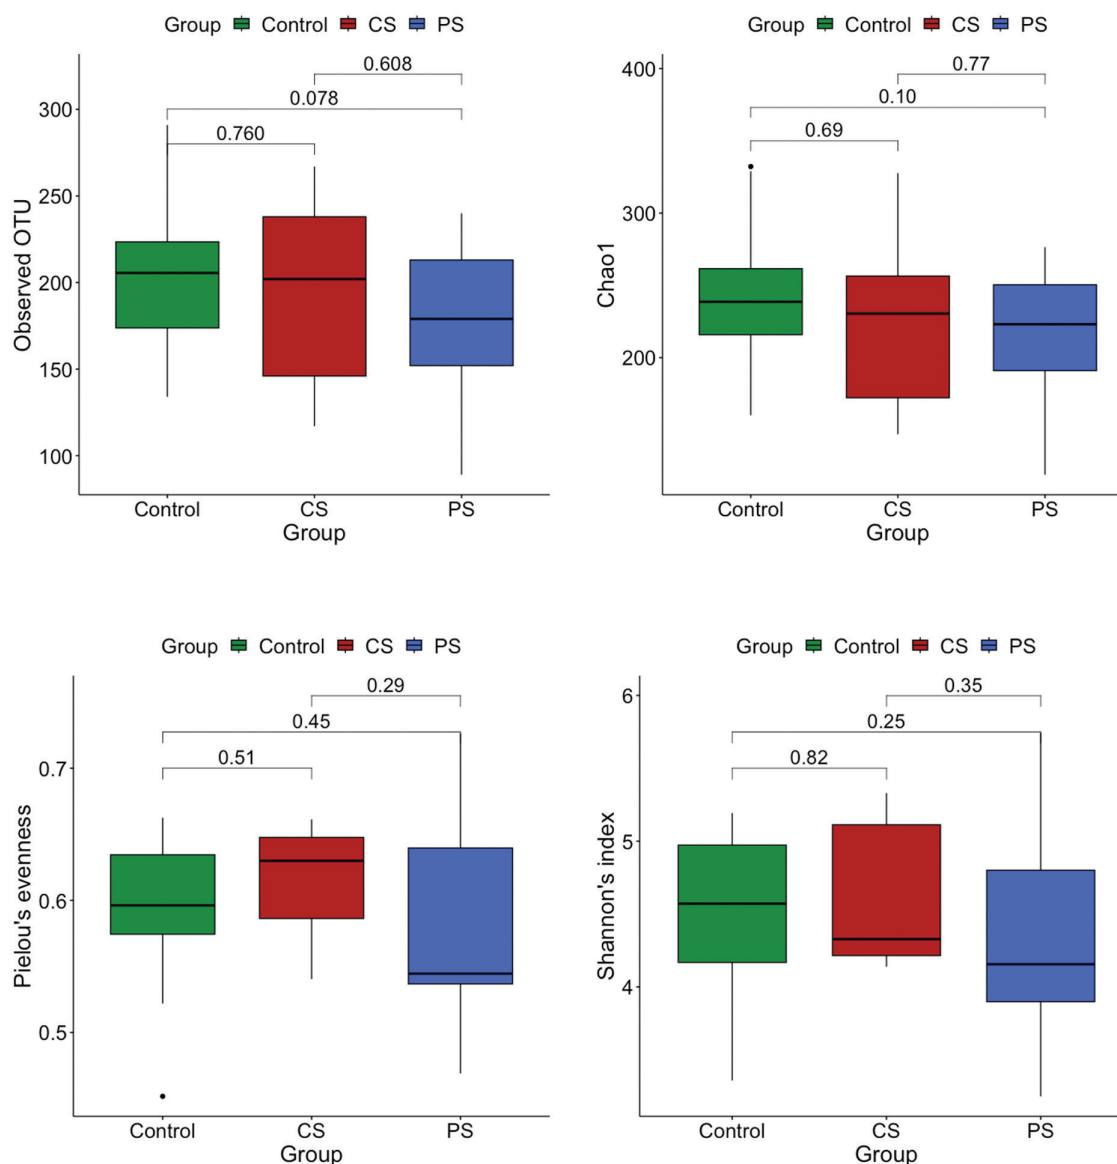 Group Control CS PS
Observed OTU
300
250
200
150
100
0.608
0.078
0.760
Control CS PS
Group
Group Control CS PS
Chao1
400
300
200
0.77
0.10
0.69
Control CS PS
Group
Group Control CS PS
Pielou's evenness
0.7
0.6
0.5
0.29
0.45
0.51
Control CS PS
Group
Group Control CS PS
Shannon's index
6
5
4
0.35
0.25
0.82
Control CS PS
Group